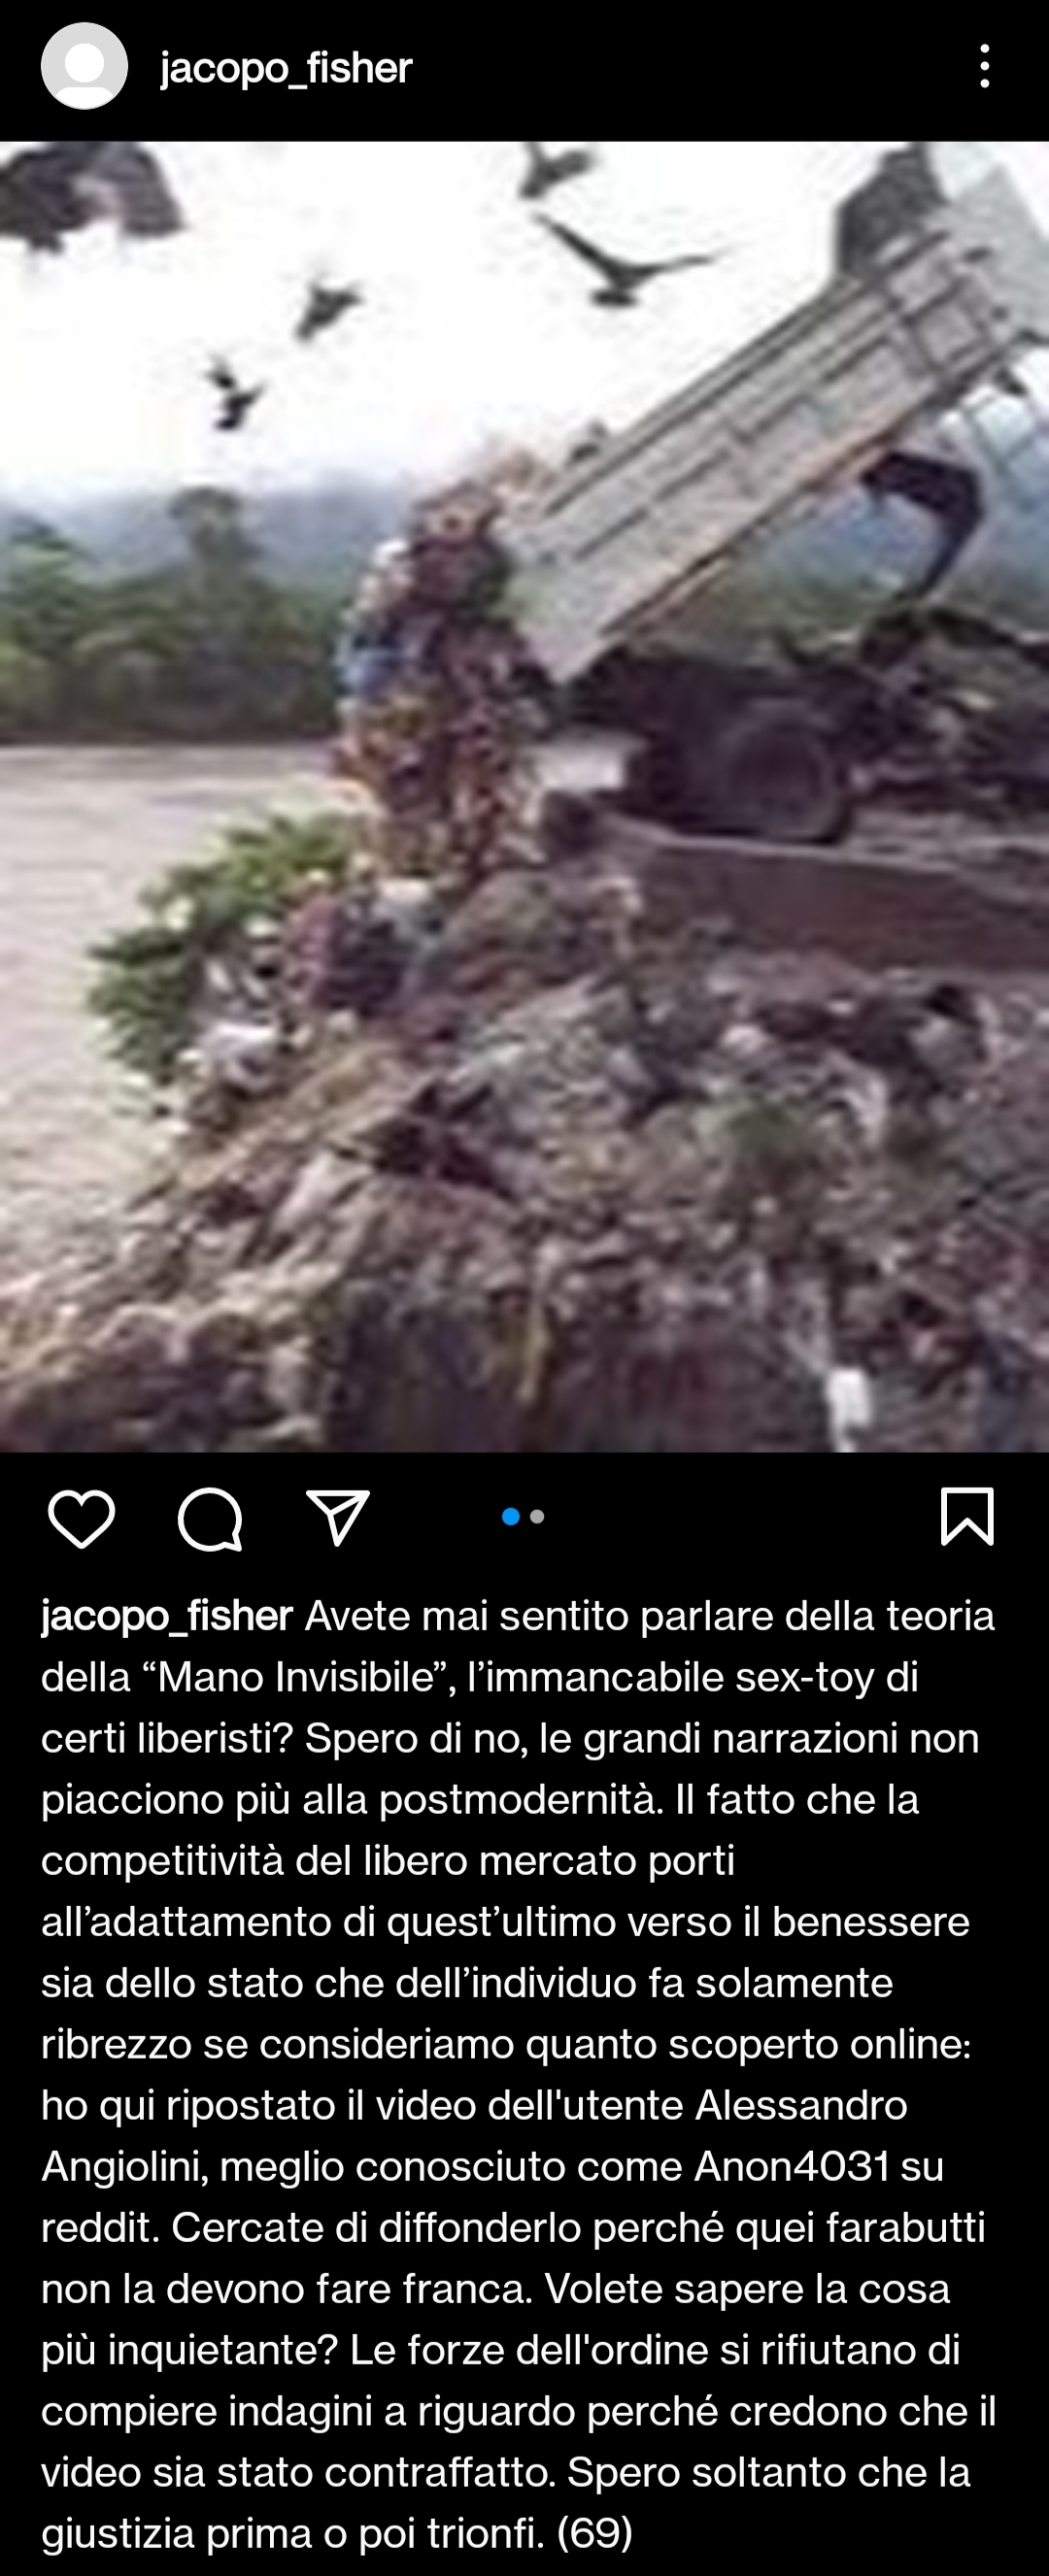 jacopo_fisher
jacopo_fisher Avete mai sentito parlare della teoria
della “Mano Invisibile”, l’immancabile sex-toy di
certi liberisti? Spero di no, le grandi narrazioni non
piacciono più alla postmodernità. Il fatto che la
competitività del libero mercato porti
all’adattamento di quest’ultimo verso il benessere
sia dello stato che dell’individuo fa solamente
ribrezzo se consideriamo quanto scoperto online:
ho qui ripostato il video dell'utente Alessandro
Angiolini, meglio conosciuto come Anon4031 su
reddit. Cercate di diffonderlo perché quei farabutti
non la devono fare franca. Volete sapere la cosa
più inquietante? Le forze dell'ordine si rifiutano di
compiere indagini a riguardo perché credono che il
video sia stato contraffatto. Spero soltanto che la
giustizia prima o poi trionfi. (69)